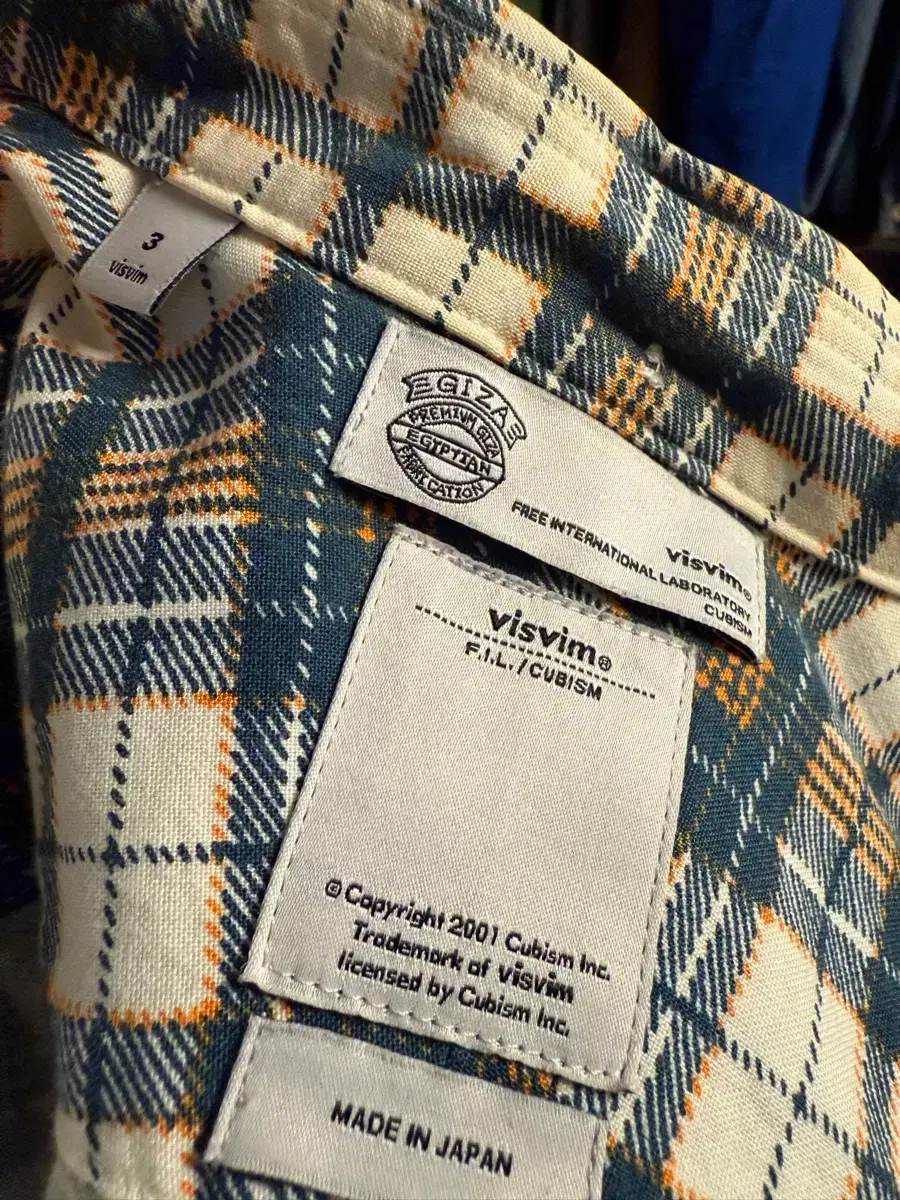 3
visvim
EGIZA
PREMIUM GIZA
EGYPTIAN
FABRICATION
visvim®
FREE INTERNATIONAL LABORATORY
CUBISM
visvim®
F.I.L./CUBISM
© Copyright 2001 Cubism Inc.
Trademark of visvim
licensed by Cubism Inc.
MADE IN JAPAN